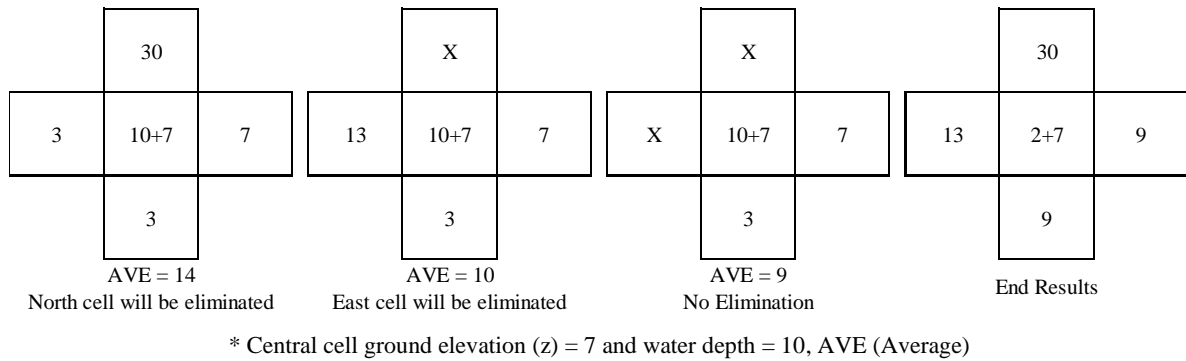 30
X
X
30
3 10+7 7
13 10+7 7
X 10+7 7
13 2+7 9
3
3
3
9
AVE = 14
North cell will be eliminated
AVE = 10
East cell will be eliminated
AVE = 9
No Elimination
End Results
* Central cell ground elevation (z) = 7 and water depth = 10, AVE (Average)